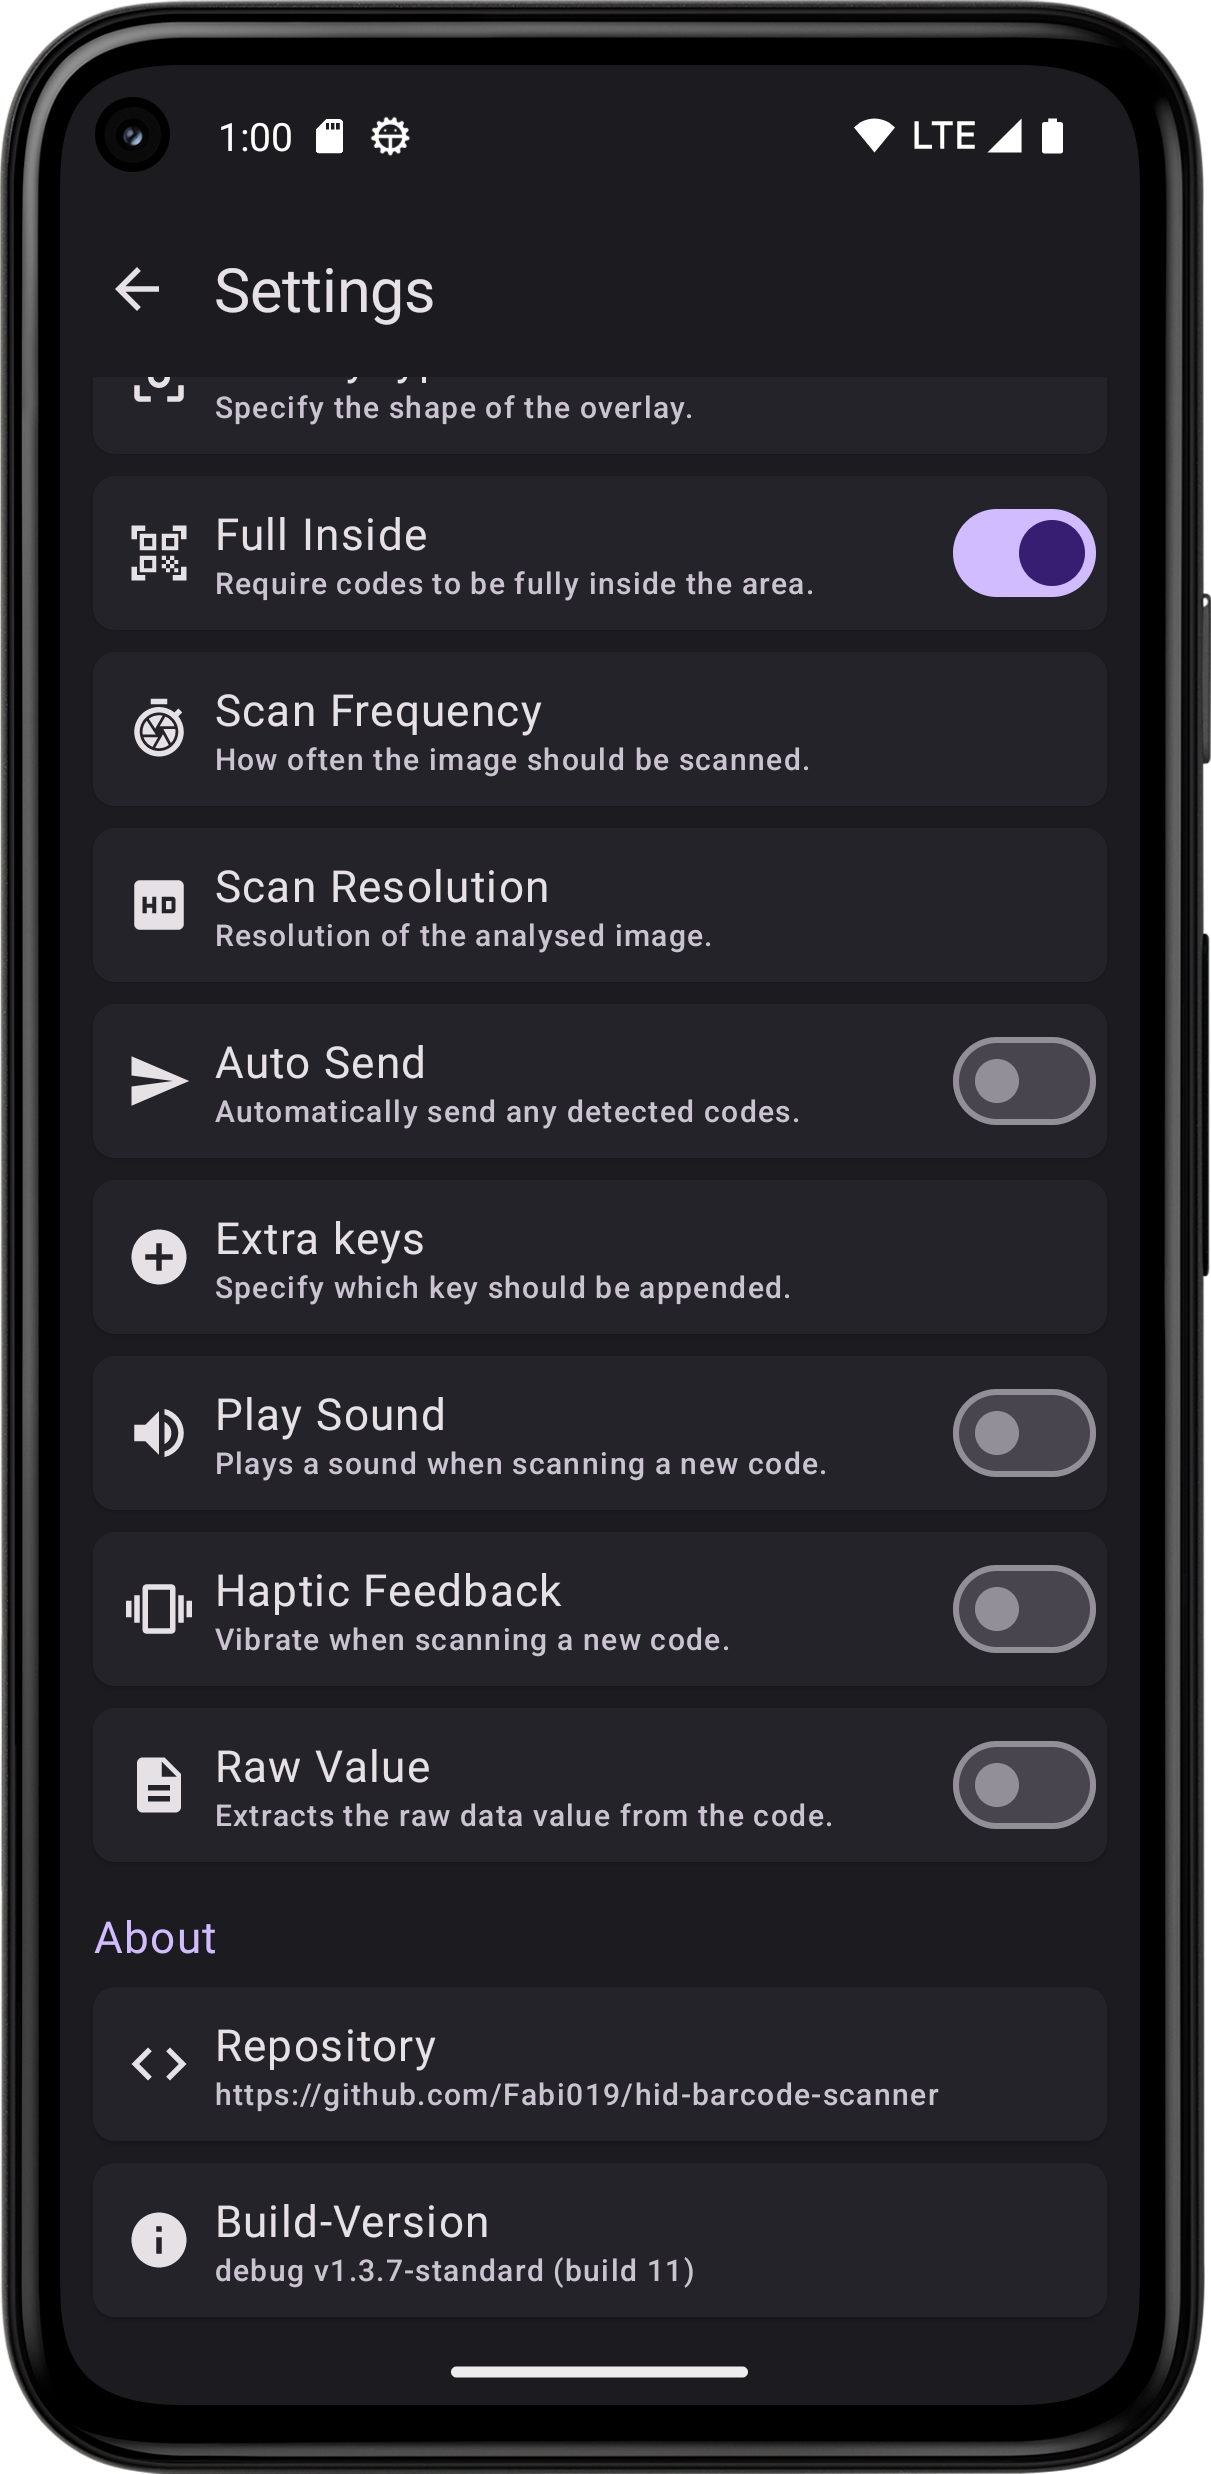 1:00
LTE
Settings
Specify the shape of the overlay.
Full Inside
Require codes to be fully inside the area.
Scan Frequency
How often the image should be scanned.
HD
Scan Resolution
Resolution of the analysed image.
Auto Send
Automatically send any detected codes.
Extra keys
Specify which key should be appended.
Play Sound
Plays a sound when scanning a new code.
Haptic Feedback
Vibrate when scanning a new code.
Raw Value
Extracts the raw data value from the code.
About
Repository
https://github.com/Fabi019/hid-barcode-scanner
Build-Version
debug v1.3.7-standard (build 11)